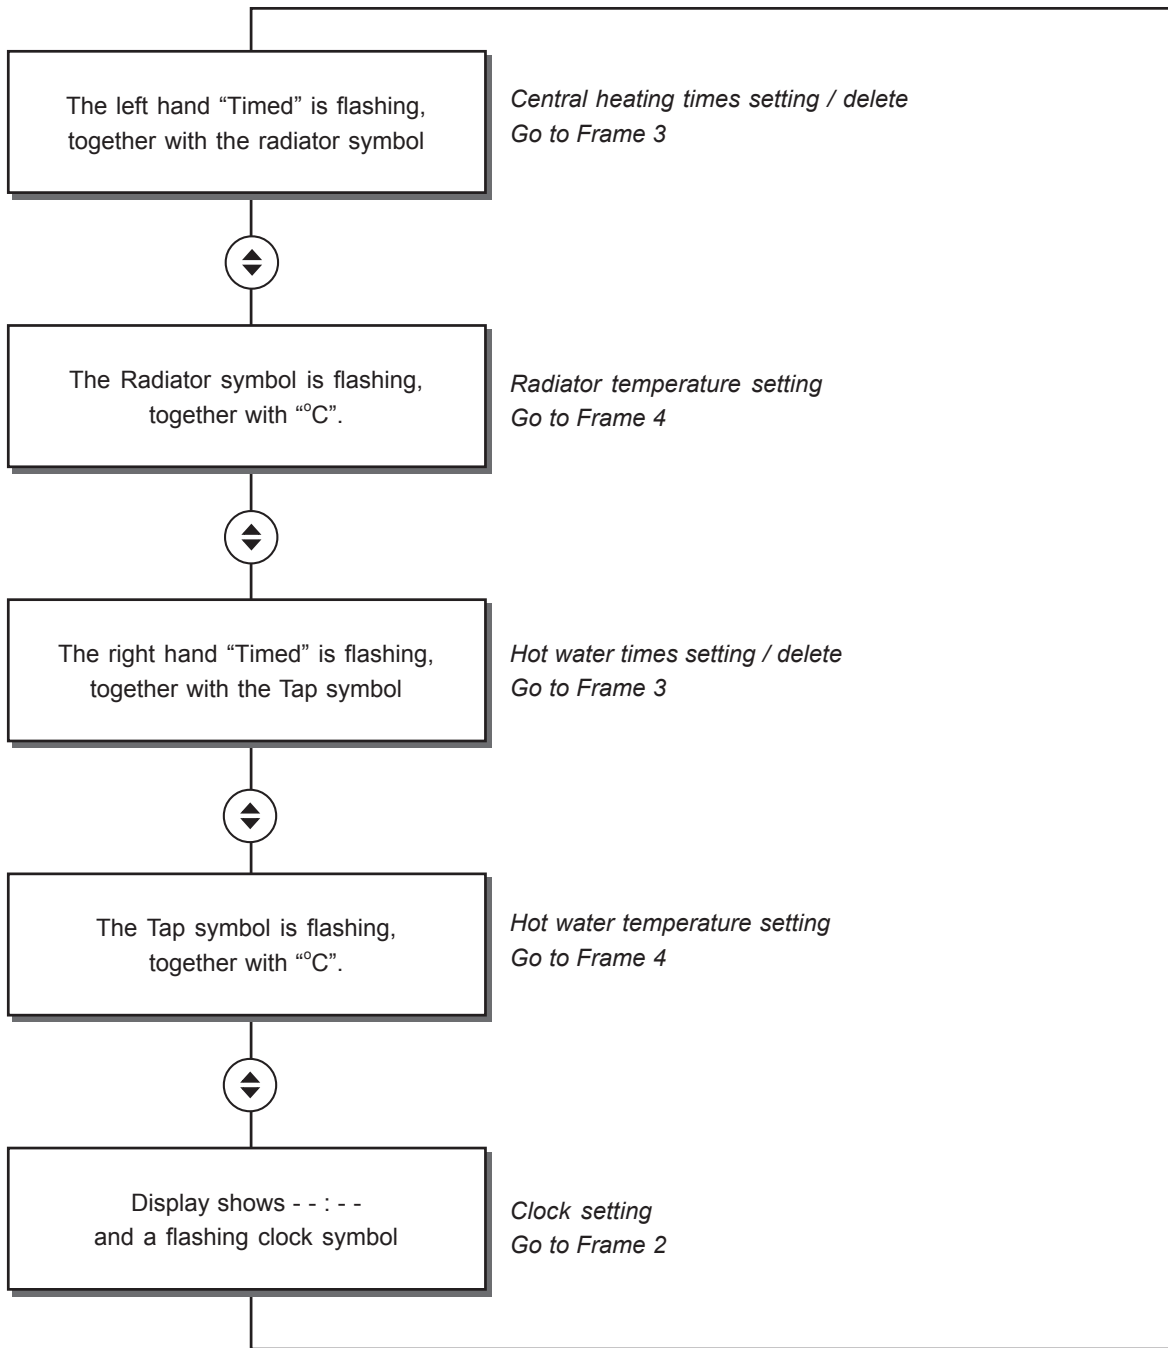 The left hand “Timed” is flashing,
together with the radiator symbol
Central heating times setting / delete
Go to Frame 3
The Radiator symbol is flashing,
together with “°C”.
Radiator temperature setting
Go to Frame 4
The right hand “Timed” is flashing,
together with the Tap symbol
Hot water times setting / delete
Go to Frame 3
The Tap symbol is flashing,
together with “°C”.
Hot water temperature setting
Go to Frame 4
Display shows - - : - -
and a flashing clock symbol
Clock setting
Go to Frame 2